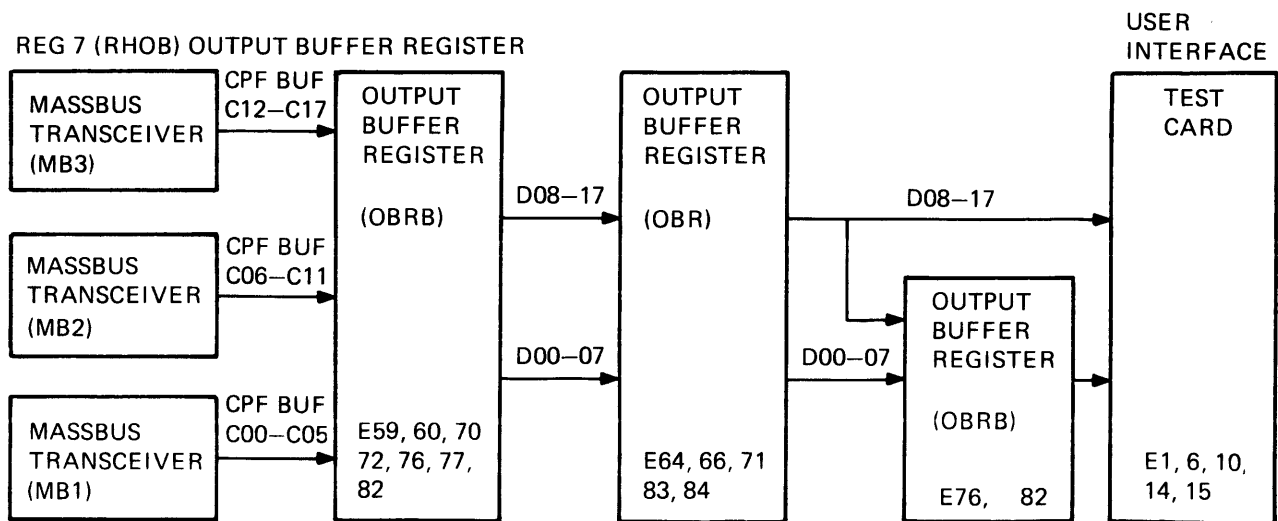 REG 7 (RHOB) OUTPUT BUFFER REGISTER
USER
INTERFACE
MASSBUS
TRANSCEIVER
(MB3)
CPF BUF
C12–C17
MASSBUS
TRANSCEIVER
(MB2)
CPF BUF
C06–C11
MASSBUS
TRANSCEIVER
(MB1)
CPF BUF
C00–C05
OUTPUT
BUFFER
REGISTER
(OBRB)
E59, 60, 70
72, 76, 77,
82
D08–17
D00–07
OUTPUT
BUFFER
REGISTER
(OBR)
E64, 66, 71
83, 84
D08–17
D00–07
OUTPUT
BUFFER
REGISTER
(OBRB)
E76, 82
TEST
CARD
E1, 6, 10,
14, 15